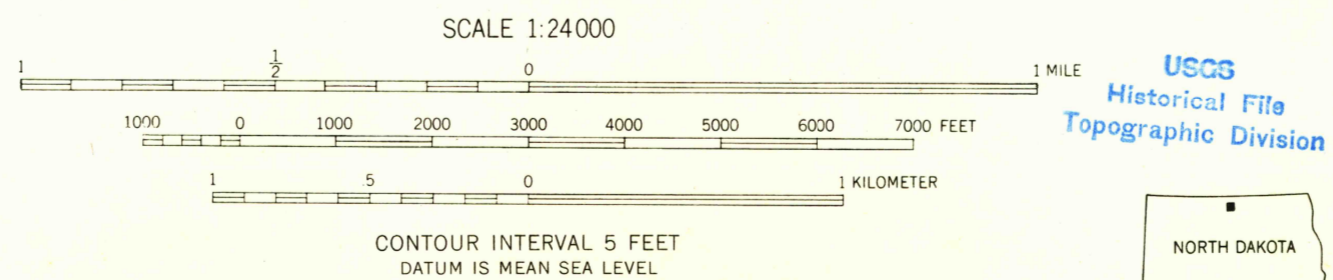 SCALE 1:24000
1 1/2 0 1 MILE
1000 0 1000 2000 3000 4000 5000 6000 7000 FEET
1 .5 0 1 KILOMETER
CONTOUR INTERVAL 5 FEET
DATUM IS MEAN SEA LEVEL
USGS
Historical File
Topographic Division
NORTH DAKOTA